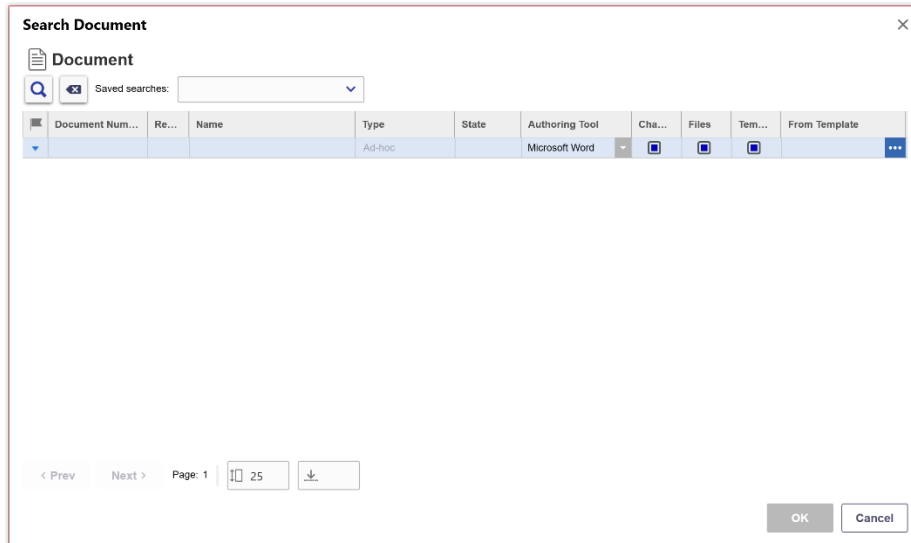 Search Document
Document
Saved searches:
Document Num... Re... Name Type State Authoring Tool Cha... Files Tem... From Template
Ad-hoc Microsoft Word
< Prev Next > Page: 1 25
OK Cancel